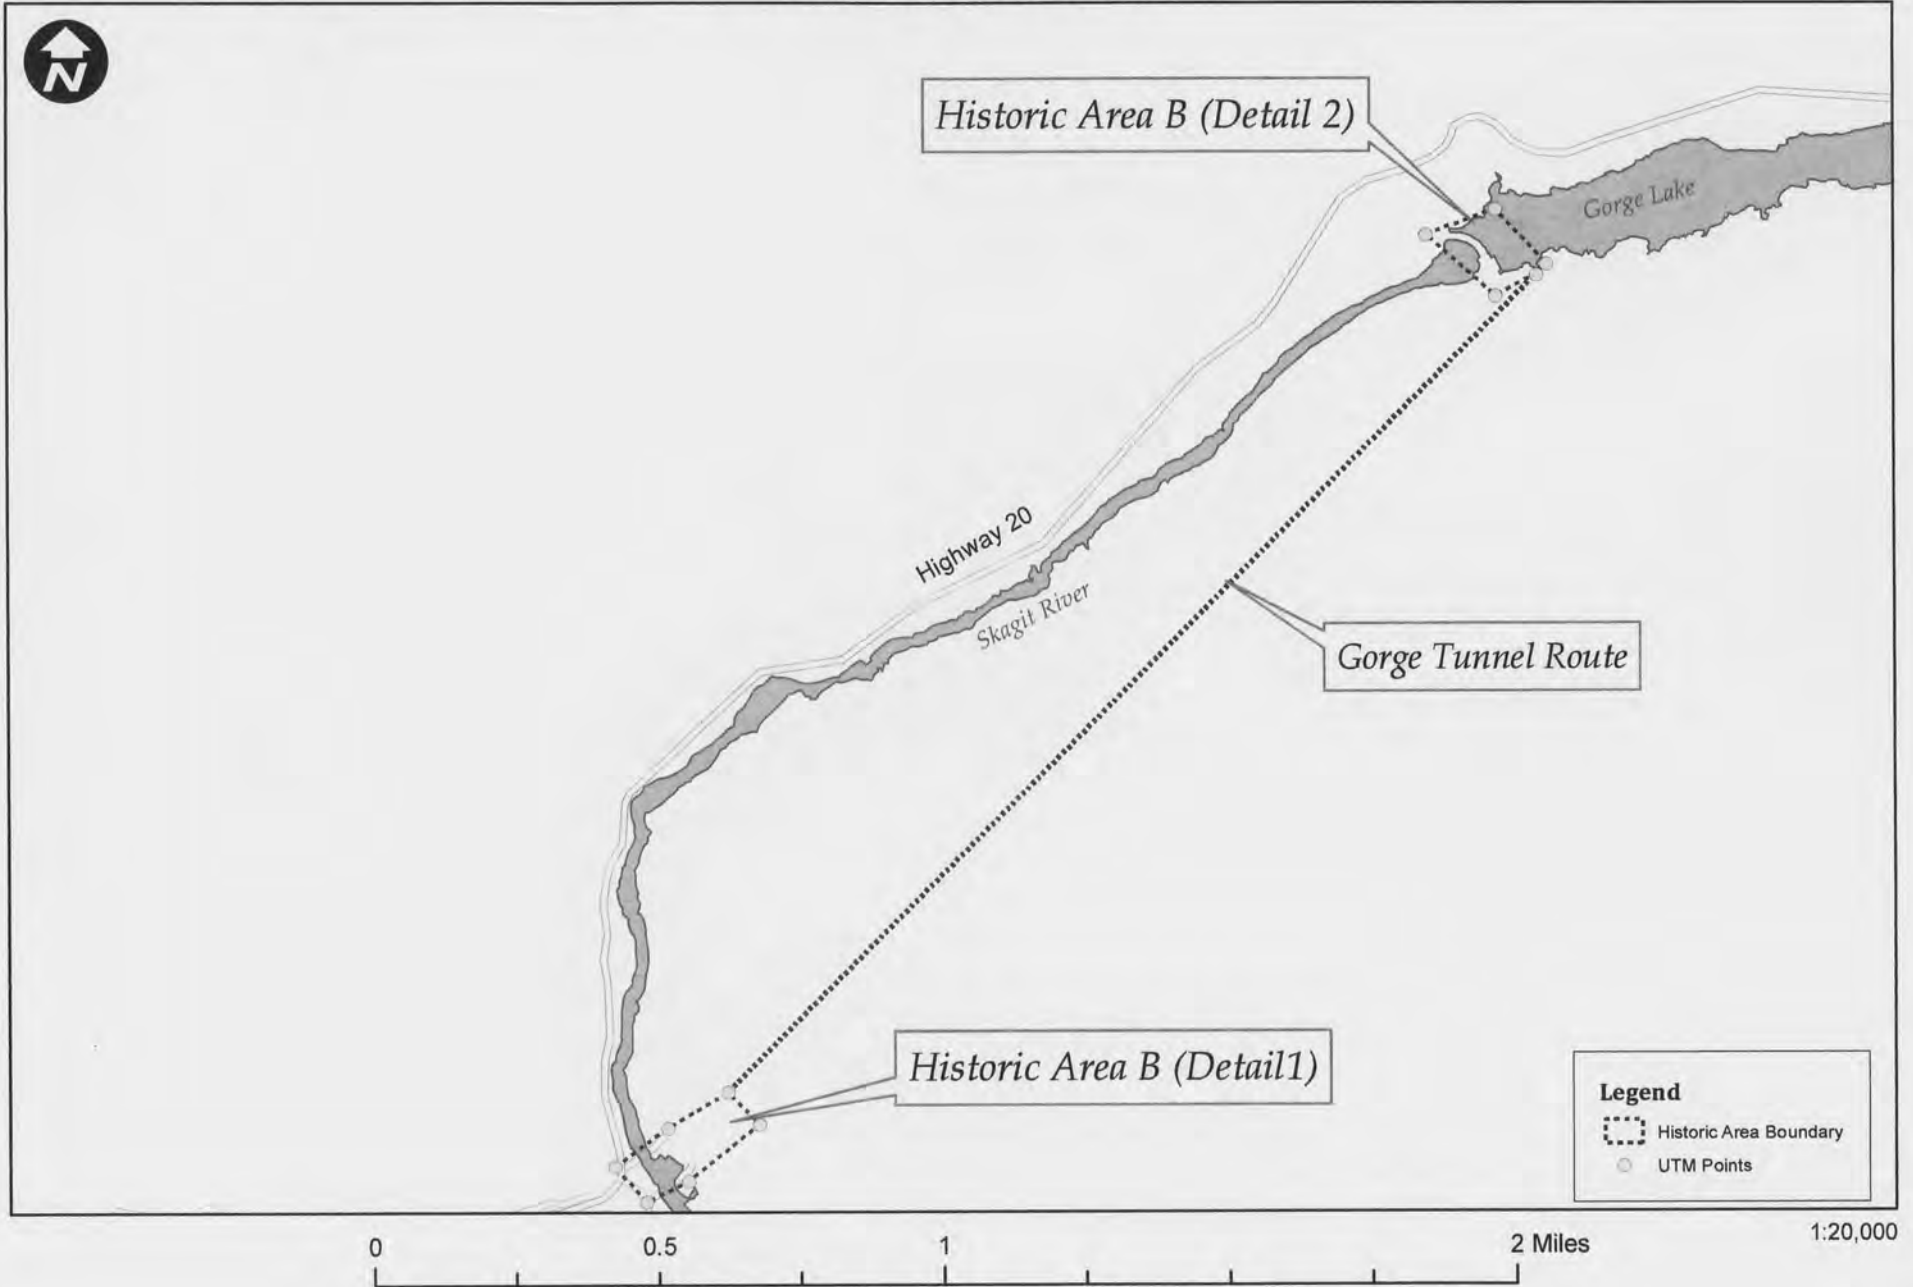 N
Historic Area B (Detail 2)
Gorge Lake
Highway 20
Skagit River
Gorge Tunnel Route
Historic Area B (Detail1)
Legend
Historic Area Boundary
UTM Points
0
0.5
1
2 Miles
1:20,000